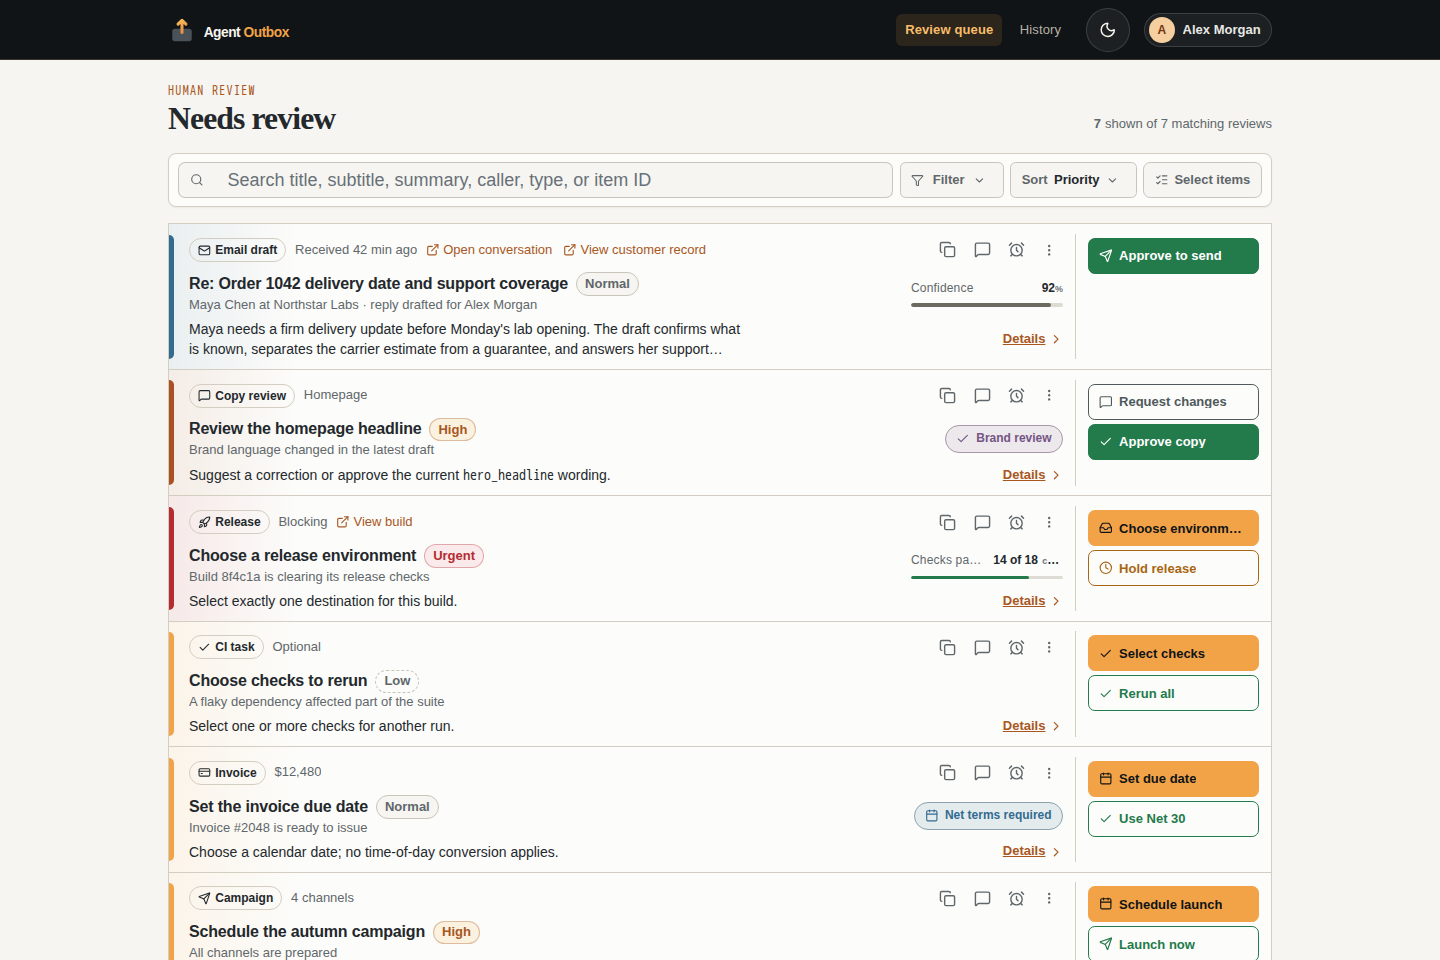 Agent Outbox
Review queue
History
A
Alex Morgan
HUMAN REVIEW
Needs review
7 shown of 7 matching reviews
Search title, subtitle, summary, caller, type, or item ID
Filter
Sort Priority
Select items
Email draft
Received 42 min ago
Open conversation
View customer record
Approve to send
Re: Order 1042 delivery date and support coverage
Normal
Confidence
92%
Maya Chen at Northstar Labs · reply drafted for Alex Morgan
Maya needs a firm delivery update before Monday's lab opening. The draft confirms what
is known, separates the carrier estimate from a guarantee, and answers her support…
Details
Copy review
Homepage
Request changes
Review the homepage headline
High
Brand review
Approve copy
Brand language changed in the latest draft
Suggest a correction or approve the current hero_headline wording.
Details
Release
Blocking
View build
Choose environm…
Choose a release environment
Urgent
Checks pa…
14 of 18 c…
Hold release
Build 8f4c1a is clearing its release checks
Select exactly one destination for this build.
Details
CI task
Optional
Select checks
Choose checks to rerun
Low
Rerun all
A flaky dependency affected part of the suite
Select one or more checks for another run.
Details
Invoice
$12,480
Set due date
Set the invoice due date
Normal
Net terms required
Use Net 30
Invoice #2048 is ready to issue
Choose a calendar date; no time-of-day conversion applies.
Details
Campaign
4 channels
Schedule launch
Schedule the autumn campaign
High
Launch now
All channels are prepared